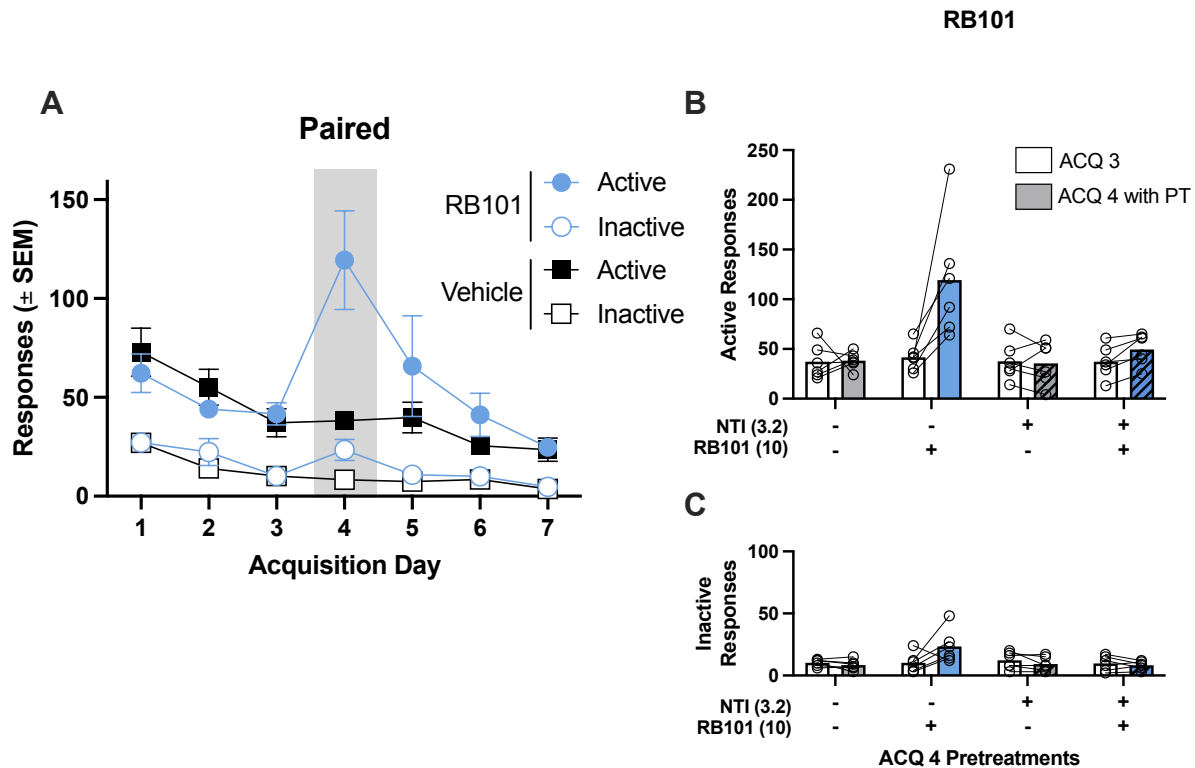 RB101
A
Paired
Responses (± SEM)
150
100
50
0
1 2 3 4 5 6 7
Acquisition Day
RB101
Active
Inactive
Vehicle
Active
Inactive
B
Active Responses
250
200
150
100
50
0
ACQ 3
ACQ 4 with PT
NTI (3.2) - - + +
RB101 (10) - + - +
C
Inactive
Responses
100
50
0
NTI (3.2) - - + +
RB101 (10) - + - +
ACQ 4 Pretreatments